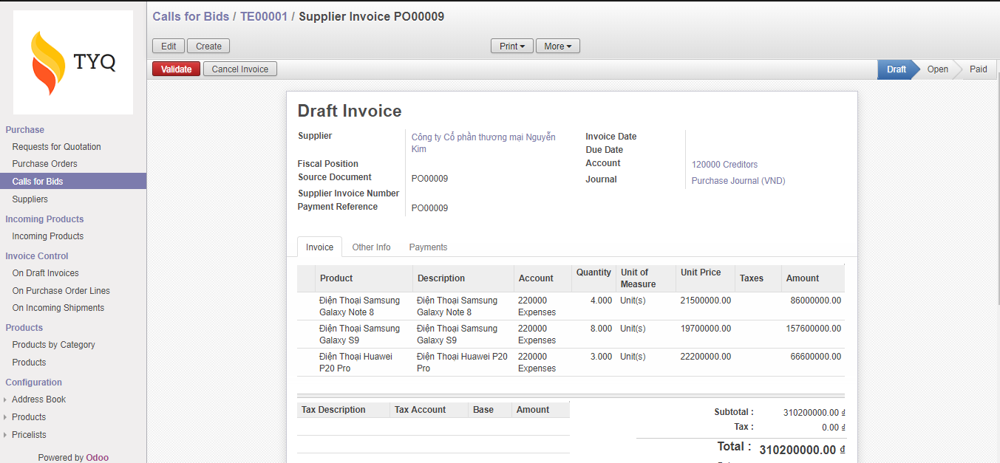 TYQ
Purchase
Requests for Quotation
Purchase Orders
Calls for Bids
Suppliers
Incoming Products
Incoming Products
Invoice Control
On Draft Invoices
On Purchase Order Lines
On Incoming Shipments
Products
Products by Category
Products
Configuration
Address Book
Products
Pricelists
Powered by Odoo
Calls for Bids / TE00001 / Supplier Invoice PO00009
Edit Create Print More
Validate Cancel Invoice Draft Open Paid
Draft Invoice
Supplier Công ty Cổ phần thương mại Nguyễn
Kim
Fiscal Position
Source Document PO00009
Supplier Invoice Number
Payment Reference PO00009
Invoice Date
Due Date
Account 120000 Creditors
Journal Purchase Journal (VND)
Invoice Other Info Payments
Product Description Account Quantity Unit of Unit Price Taxes Amount
Measure
Điện Thoại Samsung Điện Thoại Samsung 220000 4.000 Unit(s) 21500000.00 86000000.00
Galaxy Note 8 Galaxy Note 8 Expenses
Điện Thoại Samsung Điện Thoại Samsung 220000 8.000 Unit(s) 19700000.00 157600000.00
Galaxy S9 Galaxy S9 Expenses
Điện Thoại Huawei Điện Thoại Huawei P20 220000 3.000 Unit(s) 22200000.00 66600000.00
P20 Pro Pro Expenses
Tax Description Tax Account Base Amount
Subtotal : 310200000.00 ₫
Tax : 0.00 ₫
Total : 310200000.00 ₫